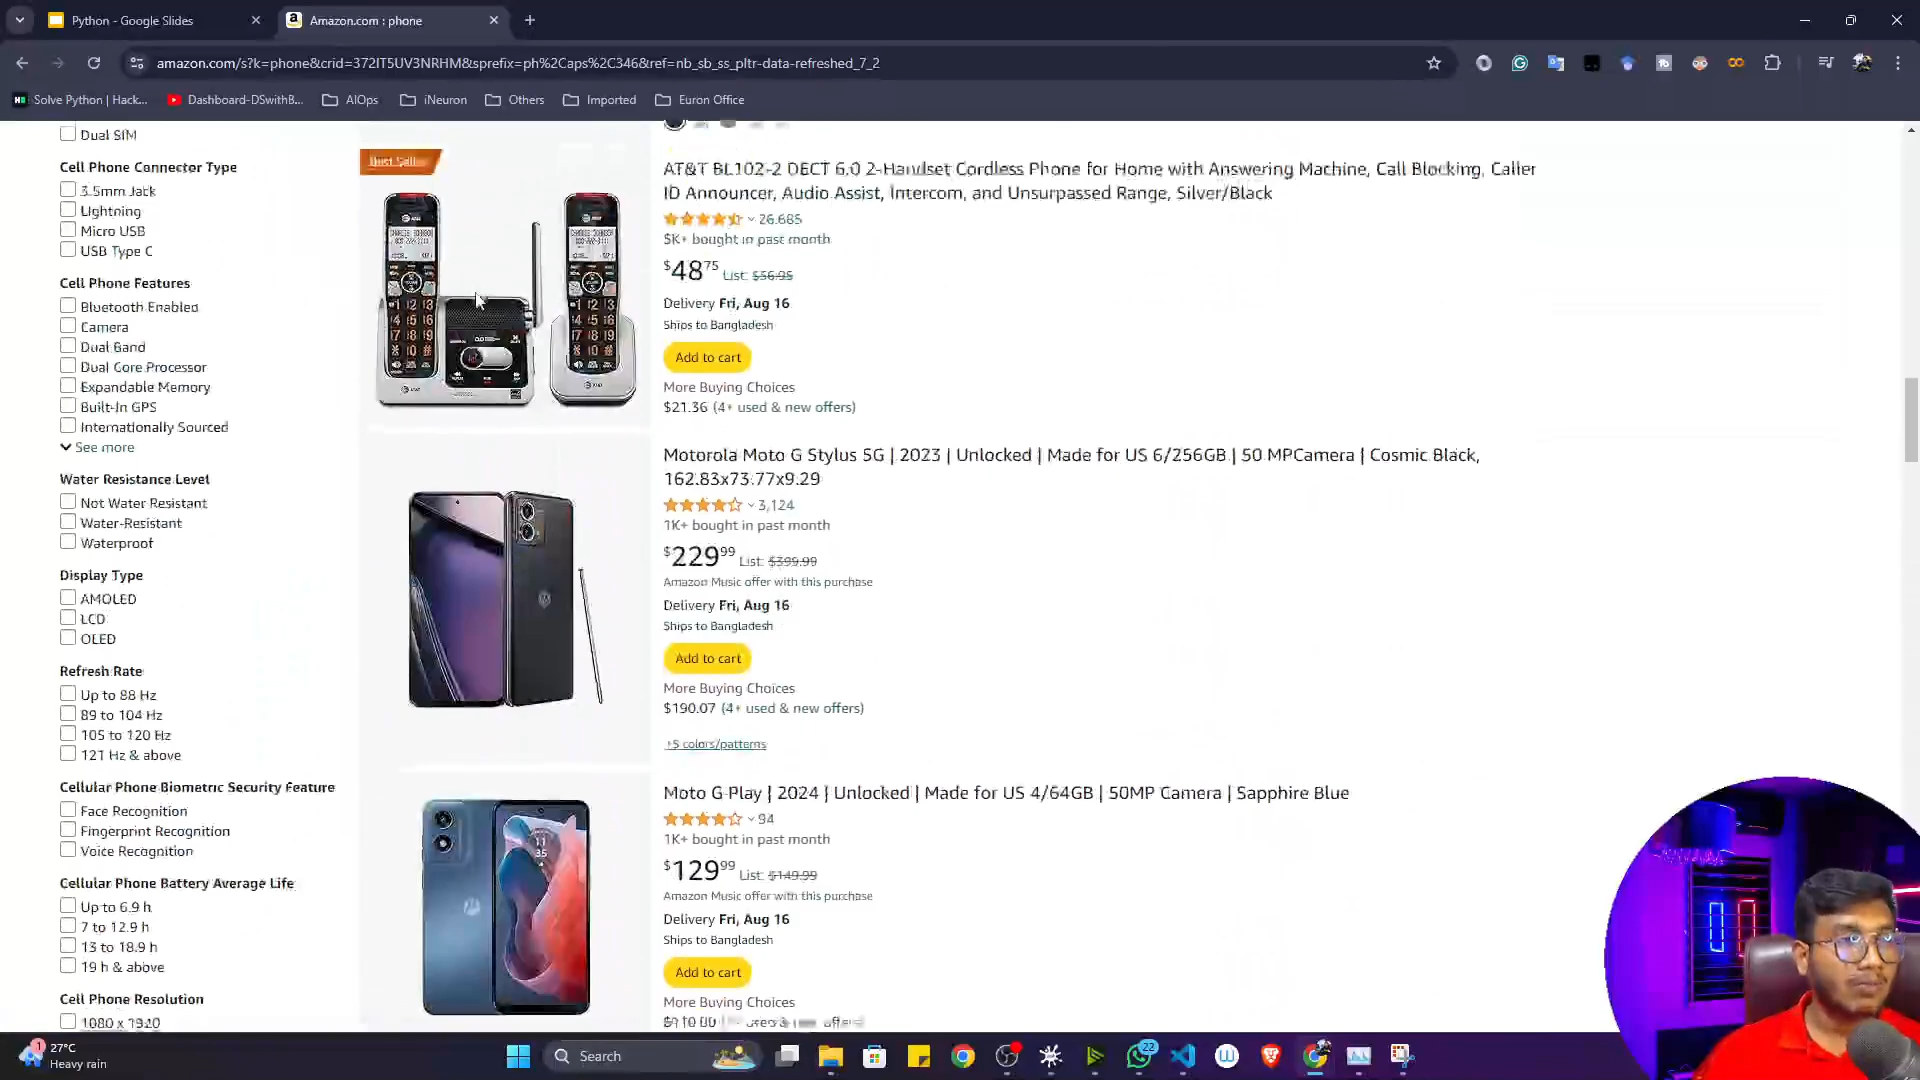 Python - Google Slides
Amazon.com : phone
amazon.com/s?k=phone&crid=372IT5UV3NRHM&sprefix=ph%2Caps%2C346&ref=nb_sb_ss_pltr-data-refreshed_7_2
Solve Python | Hack...
Dashboard-DSwithB...
AIOps
iNeuron
Others
Imported
Euron Office
Dual SIM
Cell Phone Connector Type
3.5mm Jack
Lightning
Micro USB
USB Type C
Cell Phone Features
Bluetooth Enabled
Camera
Dual Band
Dual Core Processor
Expandable Memory
Built-In GPS
Internationally Sourced
See more
Water Resistance Level
Not Water Resistant
Water-Resistant
Waterproof
Display Type
AMOLED
LCD
OLED
Refresh Rate
Up to 88 Hz
89 to 104 Hz
105 to 120 Hz
121 Hz & above
Cellular Phone Biometric Security Feature
Face Recognition
Fingerprint Recognition
Voice Recognition
Cellular Phone Battery Average Life
Up to 6.9 h
7 to 12.9 h
13 to 18.9 h
19 h & above
Cell Phone Resolution
Best Seller
AT&T BL102-2 DECT 6.0 2-Handset Cordless Phone for Home with Answering Machine, Call Blocking, Caller
ID Announcer, Audio Assist, Intercom, and Unsurpassed Range, Silver/Black
26,685
bought in past month
$48.75 List: $56.95
Delivery Fri, Aug 16
Ships to Bangladesh
Add to cart
More Buying Choices
$21.36 (4+ used & new offers)
Motorola Moto G Stylus 5G | 2023 | Unlocked | Made for US 6/256GB | 50 MPCamera | Cosmic Black,
162.83x73.77x9.29
3,124
1K+ bought in past month
$229.99 List: $399.99
Amazon Music offer with this purchase
Delivery Fri, Aug 16
Ships to Bangladesh
Add to cart
More Buying Choices
$190.07 (4+ used & new offers)
+5 colors/patterns
Moto G Play | 2024 | Unlocked | Made for US 4/64GB | 50MP Camera | Sapphire Blue
94
1K+ bought in past month
$129.99 List: $149.99
Amazon Music offer with this purchase
Delivery Fri, Aug 16
Ships to Bangladesh
Add to cart
More Buying Choices
27°C
Heavy rain
Search
22